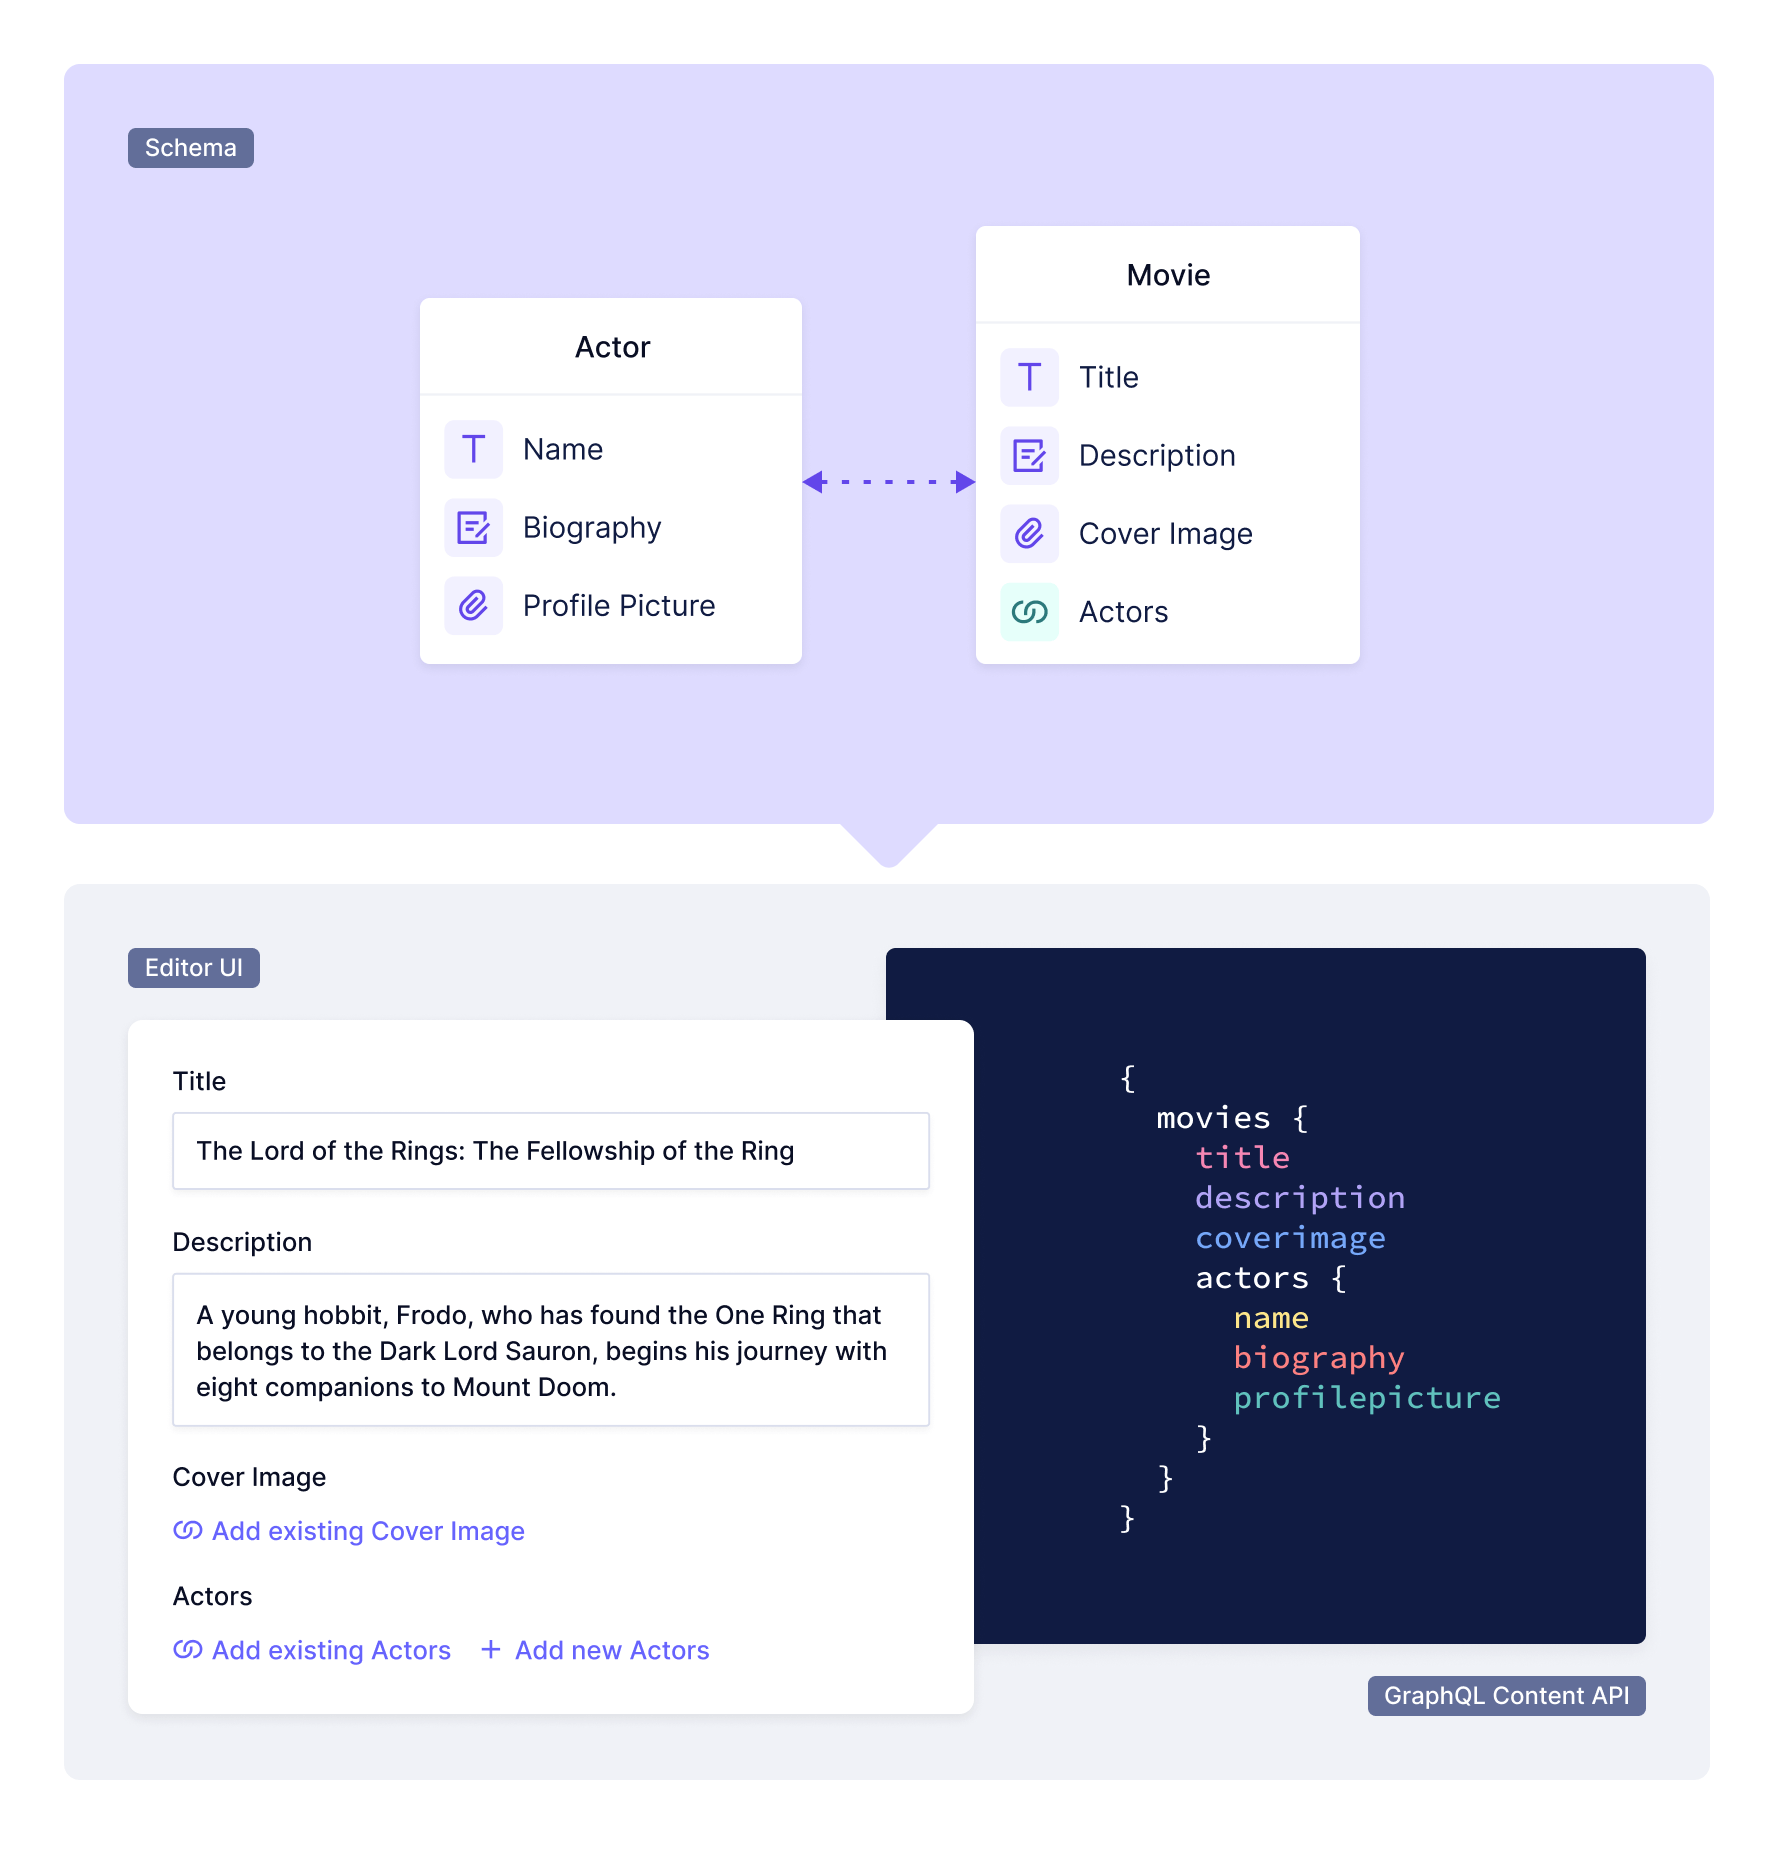 Schema
Actor
Name
Biography
Profile Picture
Movie
Title
Description
Cover Image
Actors
Editor UI
Title
The Lord of the Rings: The Fellowship of the Ring
Description
A young hobbit, Frodo, who has found the One Ring that
belongs to the Dark Lord Sauron, begins his journey with
eight companions to Mount Doom.
Cover Image
Add existing Cover Image
Actors
Add existing Actors + Add new Actors
{
  movies {
    title
    description
    coverimage
    actors {
      name
      biography
      profilepicture
    }
  }
}
GraphQL Content API